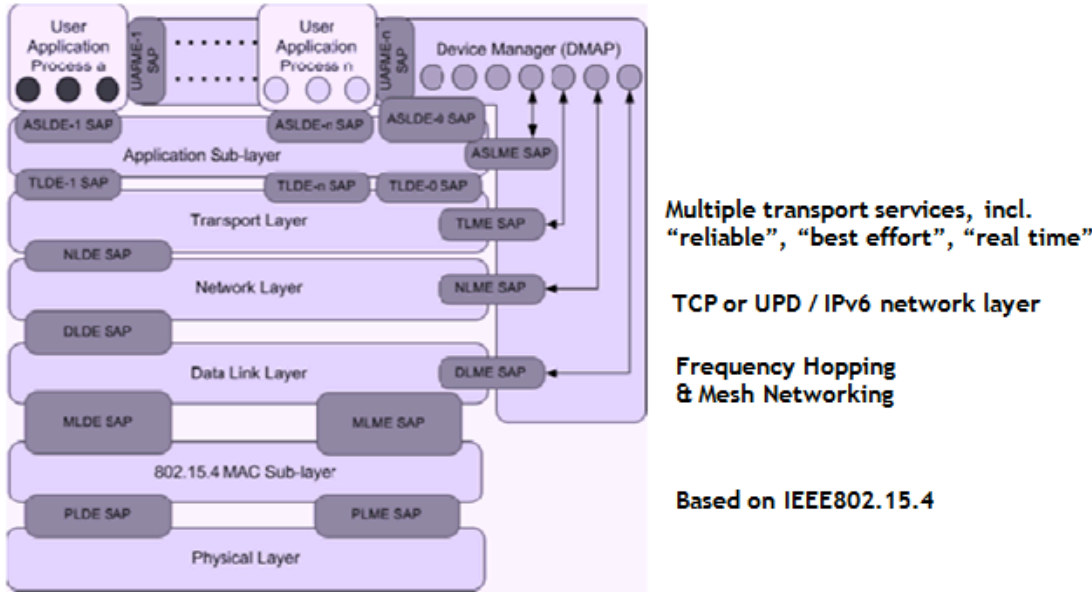 User
Application
Process a
UARME-1
SAP
User
Application
Process n
UARME-n
SAP
Device Manager (DMAP)
ASLDE-1 SAP
ASLDE-n SAP
ASLDE-0 SAP
Application Sub-layer
ASLME SAP
TLDE-1 SAP
TLDE-n SAP
TLDE-0 SAP
Transport Layer
TLME SAP
Multiple transport services, incl.
“reliable”, “best effort”, “real time”
NLDE SAP
Network Layer
NLME SAP
TCP or UPD / IPv6 network layer
DLDE SAP
Data Link Layer
DLME SAP
Frequency Hopping
& Mesh Networking
MLDE SAP
MLME SAP
802.15.4 MAC Sub-layer
Based on IEEE802.15.4
PLDE SAP
PLME SAP
Physical Layer